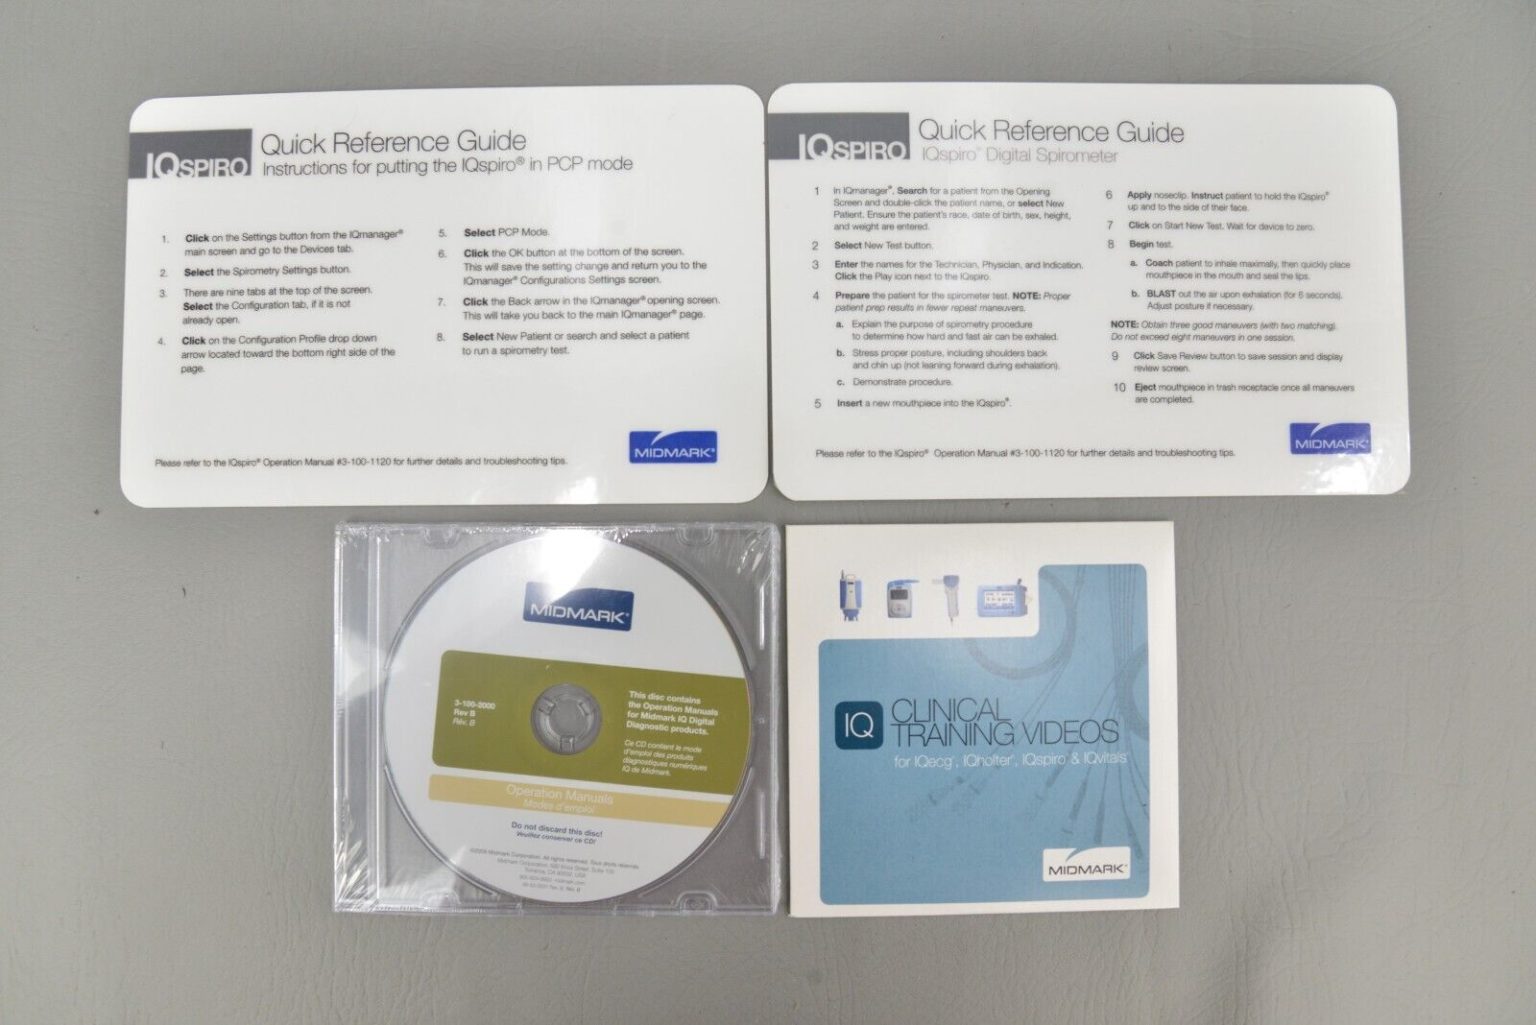 IQSPIRO
Quick Reference Guide
Instructions for putting the IQspiro® in PCP mode
1. Click on the Settings button from the IQmanager®
main screen and go to the Devices tab.
2. Select the Spirometry Settings button.
3. There are nine tabs at the top of the screen.
Select the Configuration tab, if it is not
already open.
4. Click on the Configuration Profile drop down
arrow located toward the bottom right side of the
page.
5. Select PCP Mode.
6. Click the OK button at the bottom of the screen.
This will save the setting change and return you to the
IQmanager® Configurations Settings screen.
7. Click the Back arrow in the IQmanager® opening screen.
This will take you back to the main IQmanager® page.
8. Select New Patient or search and select a patient
to run a spirometry test.
MIDMARK®
Please refer to the IQspiro® Operation Manual #3-100-1120 for further details and troubleshooting tips.
IQSPIRO
Quick Reference Guide
IQspiro® Digital Spirometer
1 In IQmanager®, Search for a patient from the Opening
Screen and double-click the patient name, or select New
Patient. Ensure the patient's race, date of birth, sex, height,
and weight are entered.
2 Select New Test button.
3 Enter the names for the Technician, Physician, and Indication.
Click the Play icon next to the IQspiro.
4 Prepare the patient for the spirometer test. NOTE: Proper
patient prep results in fewer repeat maneuvers.
a. Explain the purpose of spirometry procedure
to determine how hard and fast air can be exhaled.
b. Stress proper posture, including shoulders back
and chin up (not leaning forward during exhalation).
c. Demonstrate procedure.
5 Insert a new mouthpiece into the IQspiro®.
6 Apply noseclip. Instruct patient to hold the IQspiro®
up and to the side of their face.
7 Click on Start New Test. Wait for device to zero.
8 Begin test.
a. Coach patient to inhale maximally, then quickly place
mouthpiece in the mouth and seal the lips.
b. BLAST out the air upon exhalation (for 6 seconds).
Adjust posture if necessary.
NOTE: Obtain three good maneuvers (with two matching).
Do not exceed eight maneuvers in one session.
9 Click Save Review button to save session and display
review screen.
10 Eject mouthpiece in trash receptacle once all maneuvers
are completed.
MIDMARK®
Please refer to the IQspiro® Operation Manual #3-100-1120 for further details and troubleshooting tips.
MIDMARK®
3-100-2000
Rev B
Rév. B
This disc contains
the Operation Manuals
for Midmark IQ Digital
Diagnostic products.
Ce CD contient le mode
d'emploi des produits
diagnostiques numériques
IQ de Midmark.
Operation Manuals
Modes d'emploi
Do not discard this disc!
Veuillez conserver ce CD!
Midmark Corporation. All rights reserved. Tous droits réservés
IQ CLINICAL
TRAINING VIDEOS
for IQecg®, IQholter®, IQspiro® & IQvitals
MIDMARK®